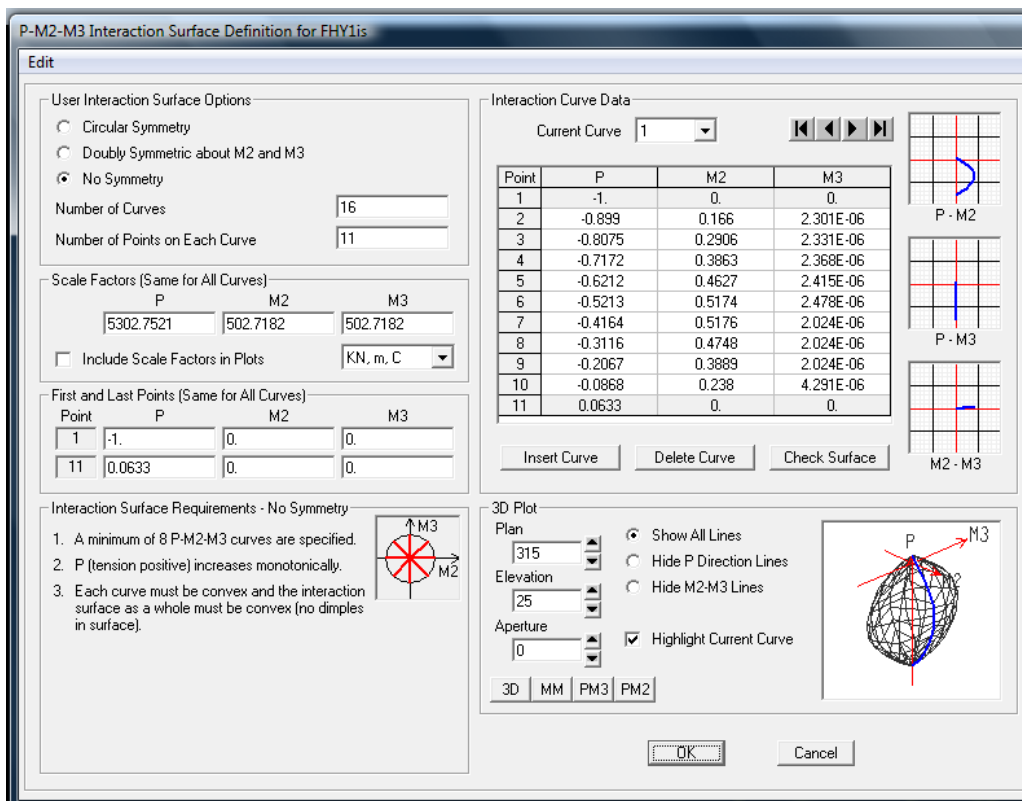 P-M2-M3 Interaction Surface Definition for FHY1is
Edit
User Interaction Surface Options
Circular Symmetry
Doubly Symmetric about M2 and M3
No Symmetry
Number of Curves 16
Number of Points on Each Curve 11
Scale Factors (Same for All Curves)
P M2 M3
5302.7521 502.7182 502.7182
Include Scale Factors in Plots KN, m, C
First and Last Points (Same for All Curves)
Point P M2 M3
1 -1. 0. 0.
11 0.0633 0. 0.
Interaction Surface Requirements - No Symmetry
1. A minimum of 8 P-M2-M3 curves are specified.
2. P (tension positive) increases monotonically.
3. Each curve must be convex and the interaction
surface as a whole must be convex (no dimples
in surface).
M3
M2
Interaction Curve Data
Current Curve 1
Point P M2 M3
1 -1. 0. 0.
2 -0.899 0.166 2.301E-06
3 -0.8075 0.2906 2.331E-06
4 -0.7172 0.3863 2.368E-06
5 -0.6212 0.4627 2.415E-06
6 -0.5213 0.5174 2.478E-06
7 -0.4164 0.5176 2.024E-06
8 -0.3116 0.4748 2.024E-06
9 -0.2067 0.3889 2.024E-06
10 -0.0868 0.238 4.291E-06
11 0.0633 0. 0.
P - M2
P - M3
M2 - M3
Insert Curve Delete Curve Check Surface
3D Plot
Plan
315
Elevation
25
Aperture
0
Show All Lines
Hide P Direction Lines
Hide M2-M3 Lines
Highlight Current Curve
3D MM PM3 PM2
P
M3
OK Cancel